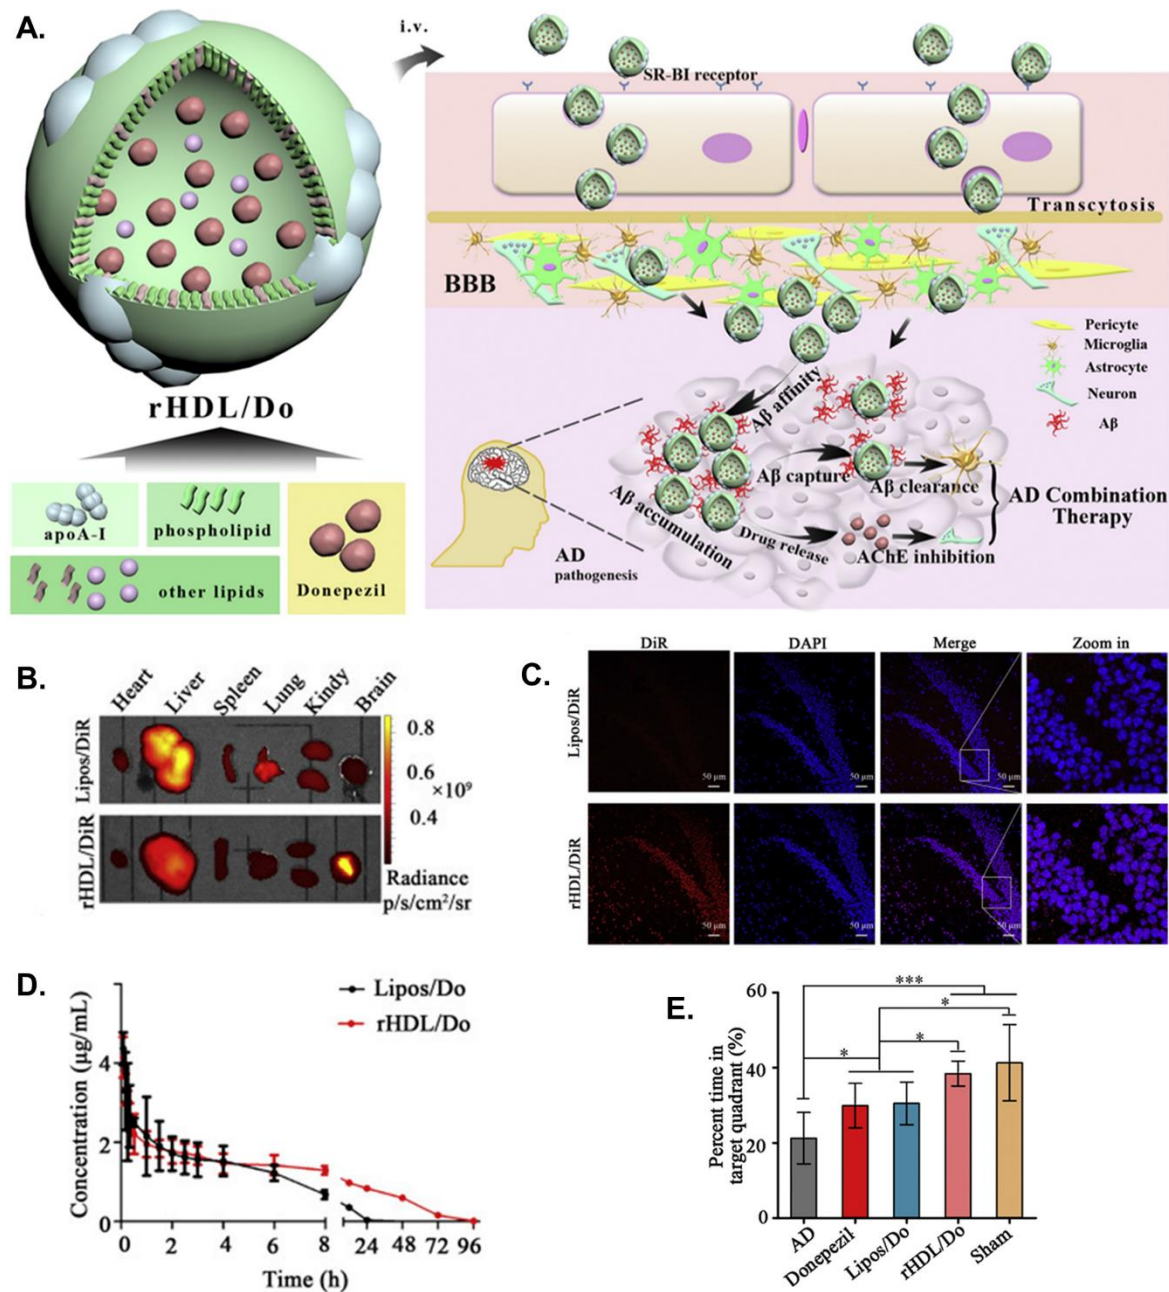 A.
i.v.
SR-BI receptor
Transcytosis
BBB
Pericyte
Microglia
Astrocyte
Neuron
Aβ
rHDL/Do
apoA-I
phospholipid
other lipids
Donepezil
AD
pathogenesis
Aβ affinity
Aβ accumulation
Aβ capture
Aβ clearance
Drug release
AChE inhibition
AD Combination
Therapy
B.
Heart
Liver
Spleen
Lung
Kindy
Brain
Lipos/DiR
rHDL/DiR
0.8
0.6
×10⁹
0.4
Radiance
p/s/cm²/sr
C.
DiR
DAPI
Merge
Zoom in
Lipos/DiR
50 μm
50 μm
50 μm
rHDL/DiR
50 μm
50 μm
50 μm
D.
Concentration (μg/mL)
4
2
0
Lipos/Do
rHDL/Do
0 2 4 6 8 24 48 72 96
Time (h)
E.
Percent time in
target quadrant (%)
60
40
20
0
***
*
*
*
AD
Donepezil
Lipos/Do
rHDL/Do
Sham